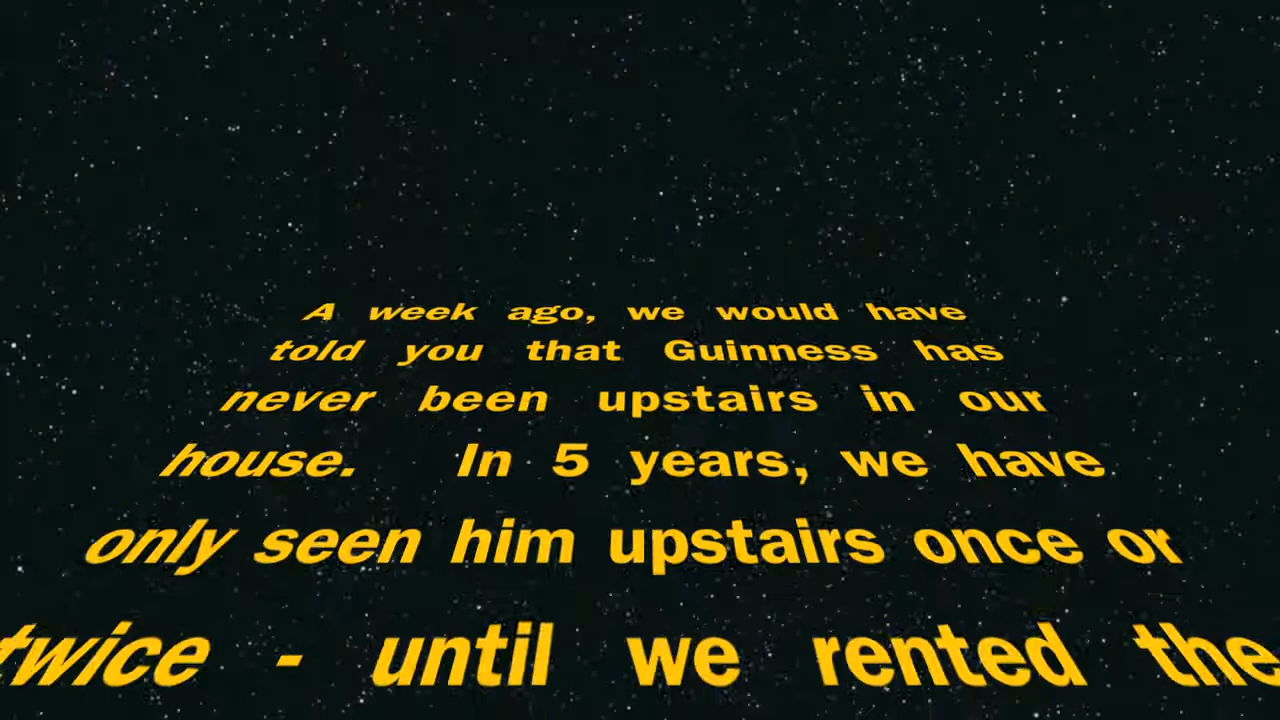 A week ago, we would have
told you that Guinness has
never been upstairs in our
house. In 5 years, we have
only seen him upstairs once or
twice - until we rented the